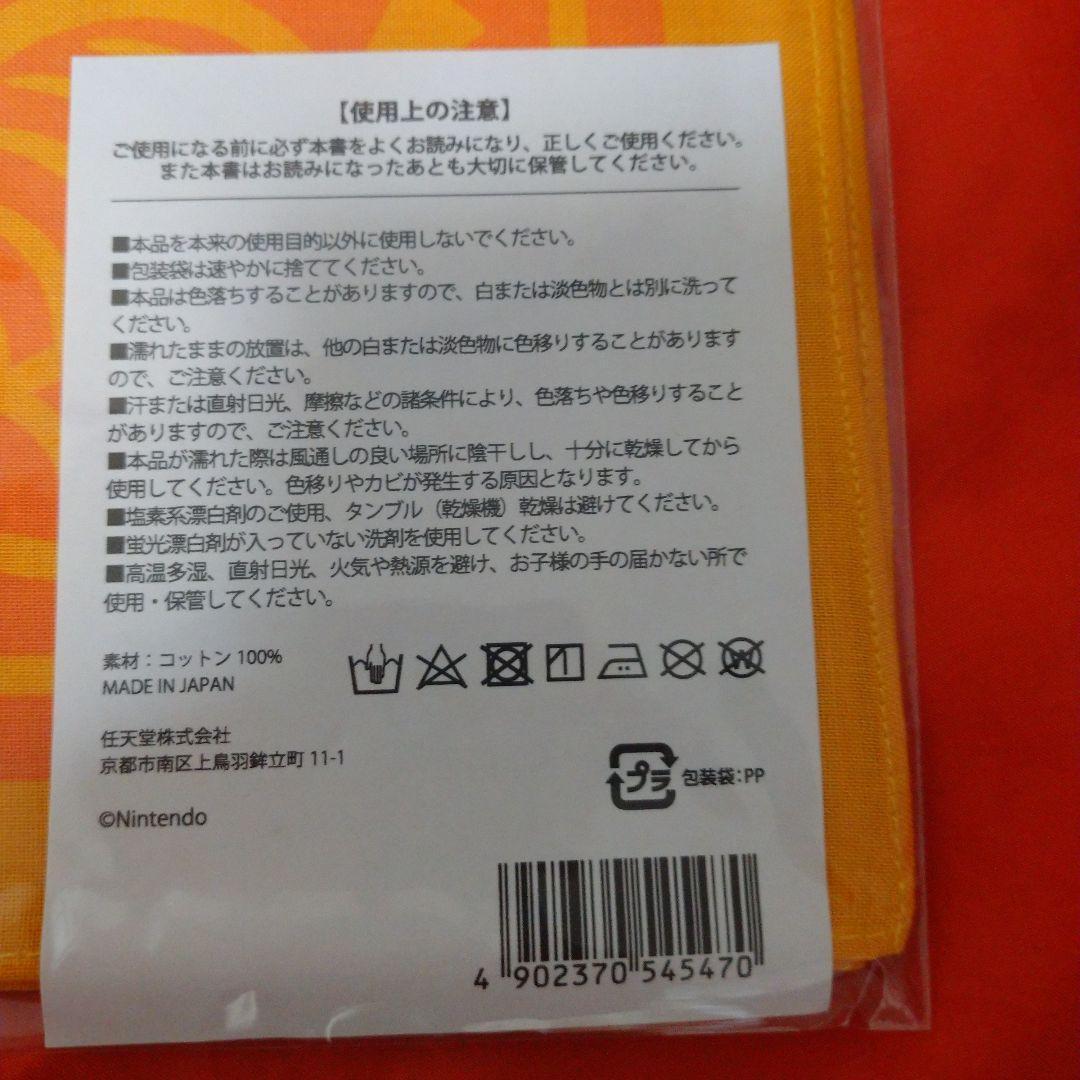 【使用上の注意】
ご使用になる前に必ず本書をよくお読みになり、正しくご使用ください。
また本書はお読みになったあとも大切に保管してください。
■本品を本来の使用目的以外に使用しないでください。
■包装袋は速やかに捨ててください。
■本品は色落ちすることがありますので、白または淡色物とは別に洗って
ください。
■濡れたままの放置は、他の白または淡色物に色移りすることがあります
ので、ご注意ください。
■汗または直射日光、摩擦などの諸条件により、色落ちや色移りすること
がありますので、ご注意ください。
■本品が濡れた際は風通しの良い場所に陰干しし、十分に乾燥してから
使用してください。色移りやカビが発生する原因となります。
■塩素系漂白剤のご使用、タンブル（乾燥機）乾燥は避けてください。
■蛍光漂白剤が入っていない洗剤を使用してください。
■高温多湿、直射日光、火気や熱源を避け、お子様の手の届かない所で
使用・保管してください。
素材：コットン 100%
MADE IN JAPAN
任天堂株式会社
京都市南区上鳥羽鉾立町 11-1
プラ 包装袋：PP
©Nintendo
4 902370 545470